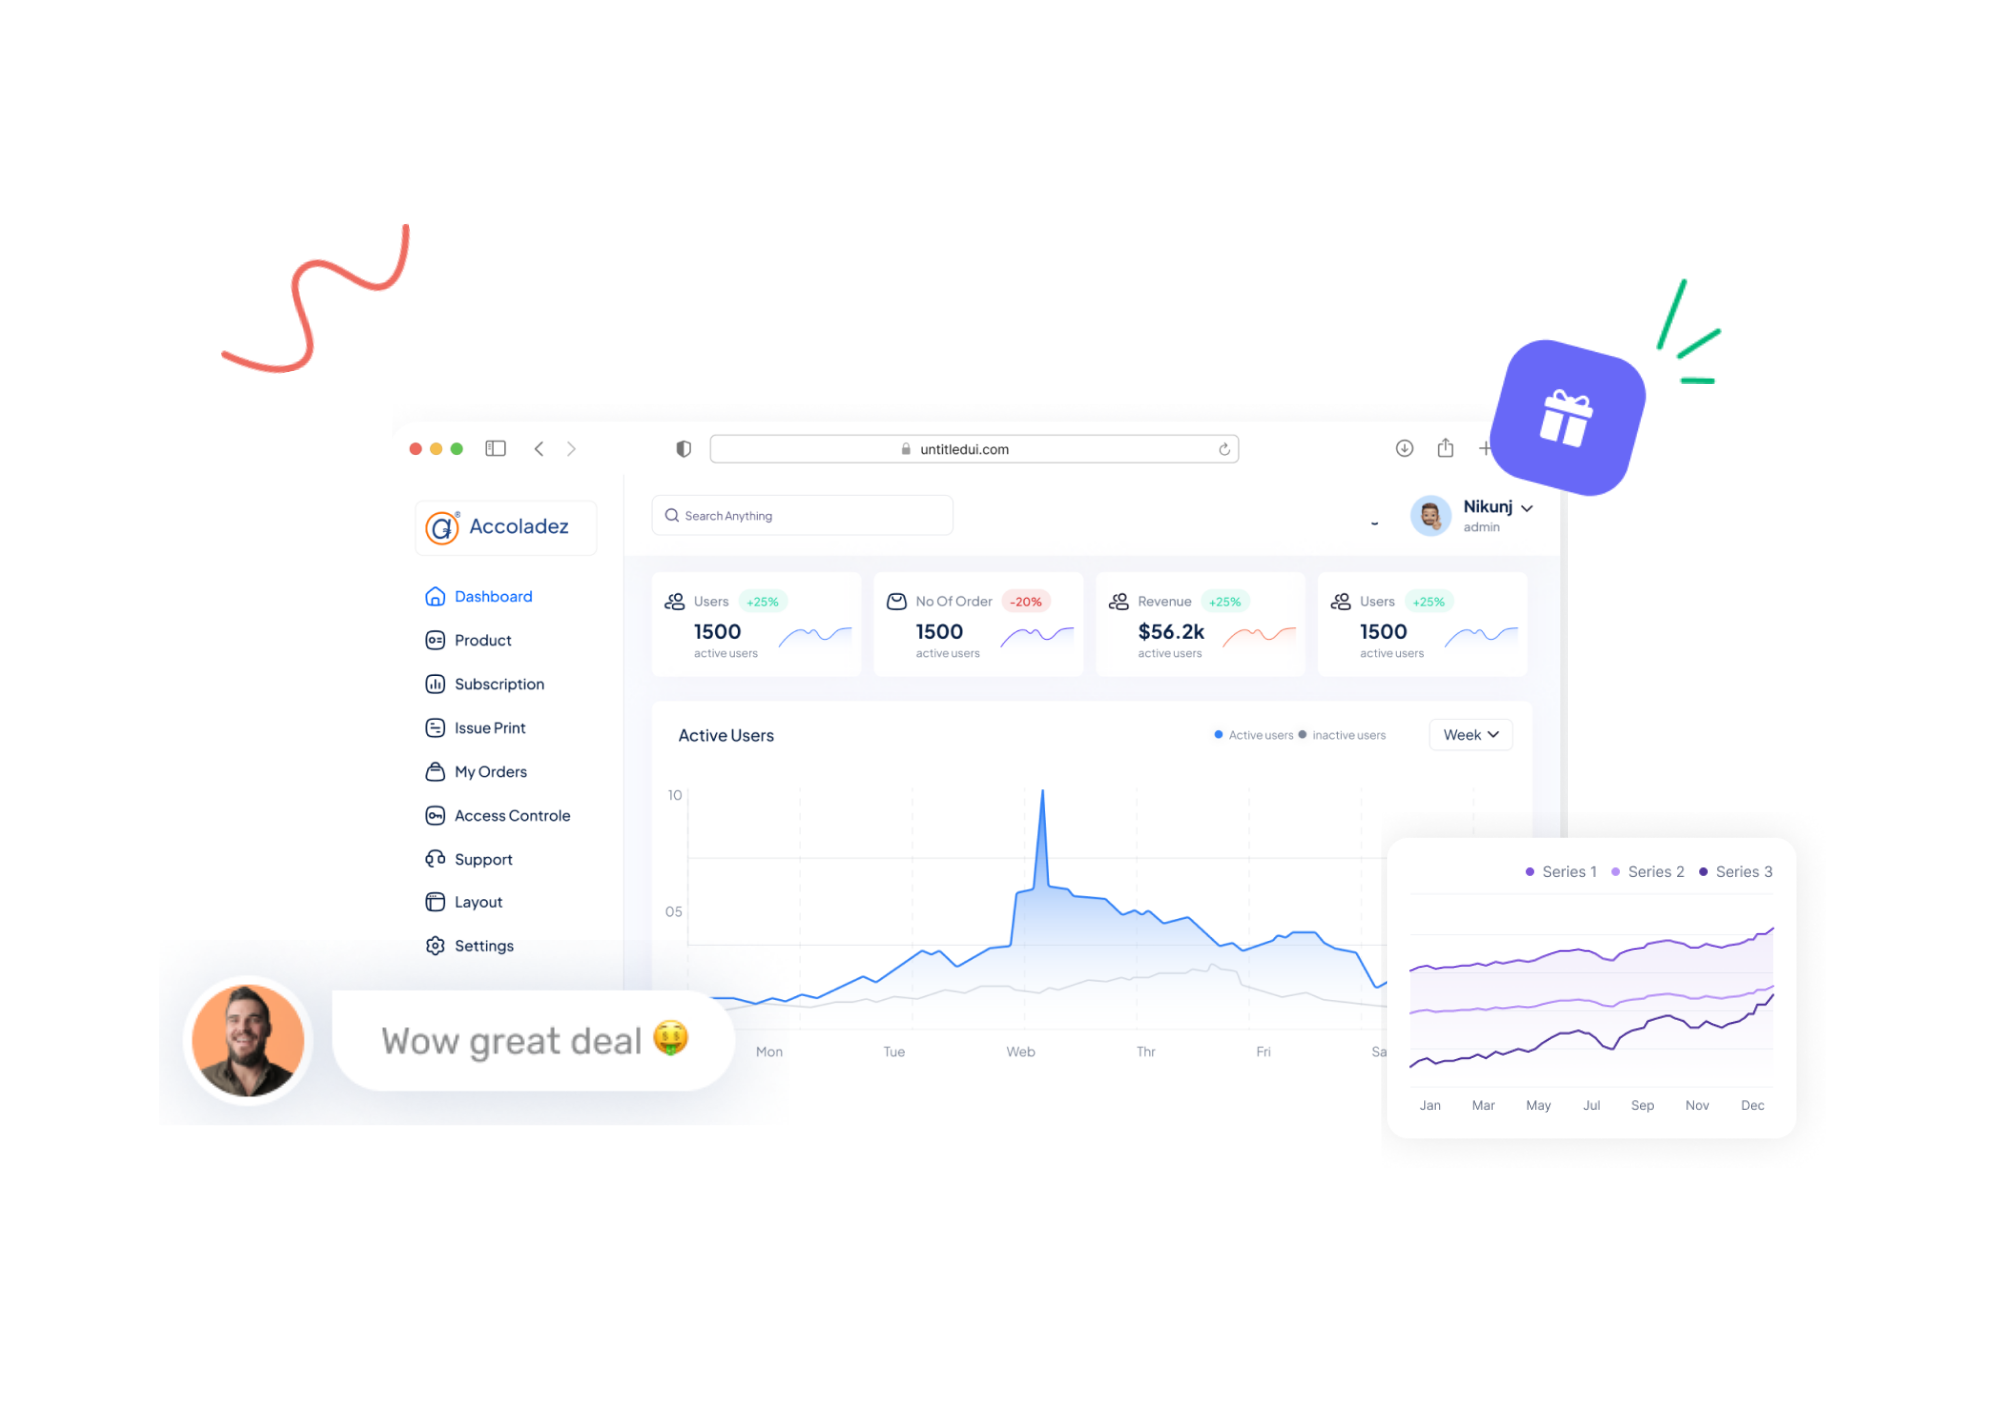 untitledui.com
Accoladez
Search Anything
Nikunj
admin
Dashboard
Product
Subscription
Issue Print
My Orders
Access Controle
Support
Layout
Settings
Users +25%
1500
active users
No Of Order -20%
1500
active users
Revenue +25%
$56.2k
active users
Users +25%
1500
active users
Active Users
Active users inactive users
Week
10
05
Mon Tue Web Thr Fri Sa
Series 1 Series 2 Series 3
Jan Mar May Jul Sep Nov Dec
Wow great deal 🤑